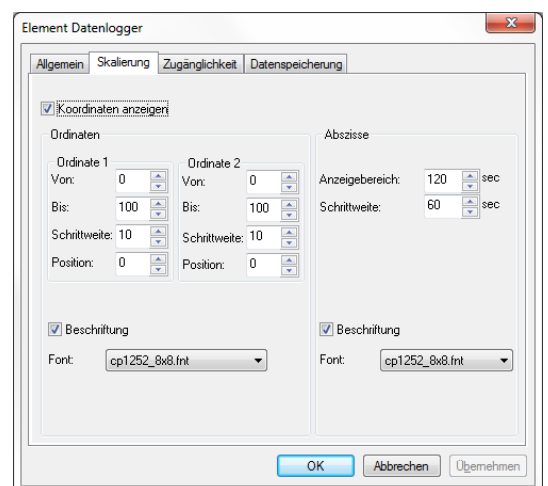 Element Datenlogger
Allgemein Skalierung Zugänglichkeit Datenspeicherung
Koordinaten anzeigen
Ordinaten
Ordinate 1
Von: 0
Bis: 100
Schrittweite: 10
Position: 0
Ordinate 2
Von: 0
Bis: 100
Schrittweite: 10
Position: 0
Beschriftung
Font: cp1252_8x8.fnt
Abszisse
Anzeigebereich: 120 sec
Schrittweite: 60 sec
Beschriftung
Font: cp1252_8x8.fnt
OK Abbrechen Übernehmen